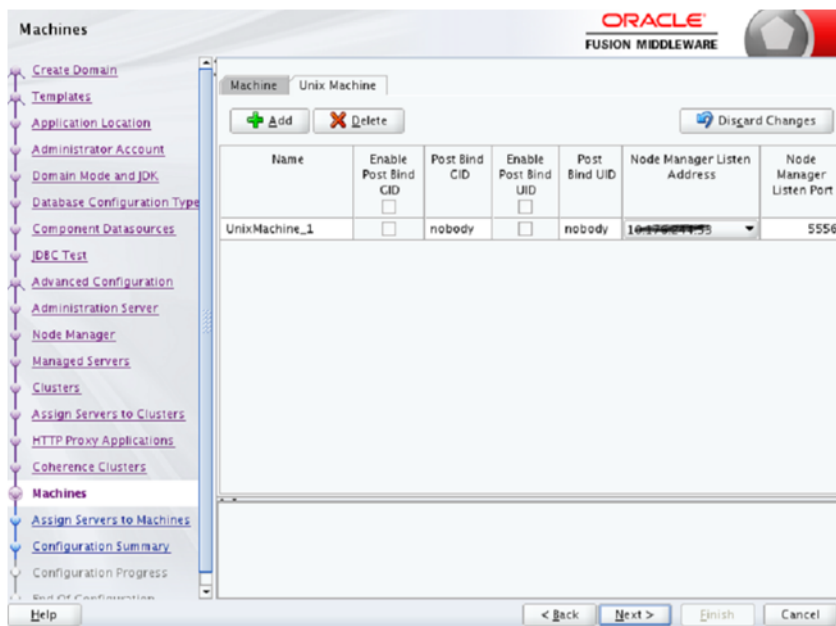 Machines
ORACLE
FUSION MIDDLEWARE
Create Domain
Templates
Application Location
Administrator Account
Domain Mode and JDK
Database Configuration Type
Component Datasources
JDBC Test
Advanced Configuration
Administration Server
Node Manager
Managed Servers
Clusters
Assign Servers to Clusters
HTTP Proxy Applications
Coherence Clusters
Machines
Assign Servers to Machines
Configuration Summary
Configuration Progress
End Of Configuration
Machine Unix Machine
Add Delete Discard Changes
Name
Enable Post Bind GID
Post Bind GID
Enable Post Bind UID
Post Bind UID
Node Manager Listen Address
Node Manager Listen Port
UnixMachine_1 nobody nobody 5556
Help < Back Next > Finish Cancel